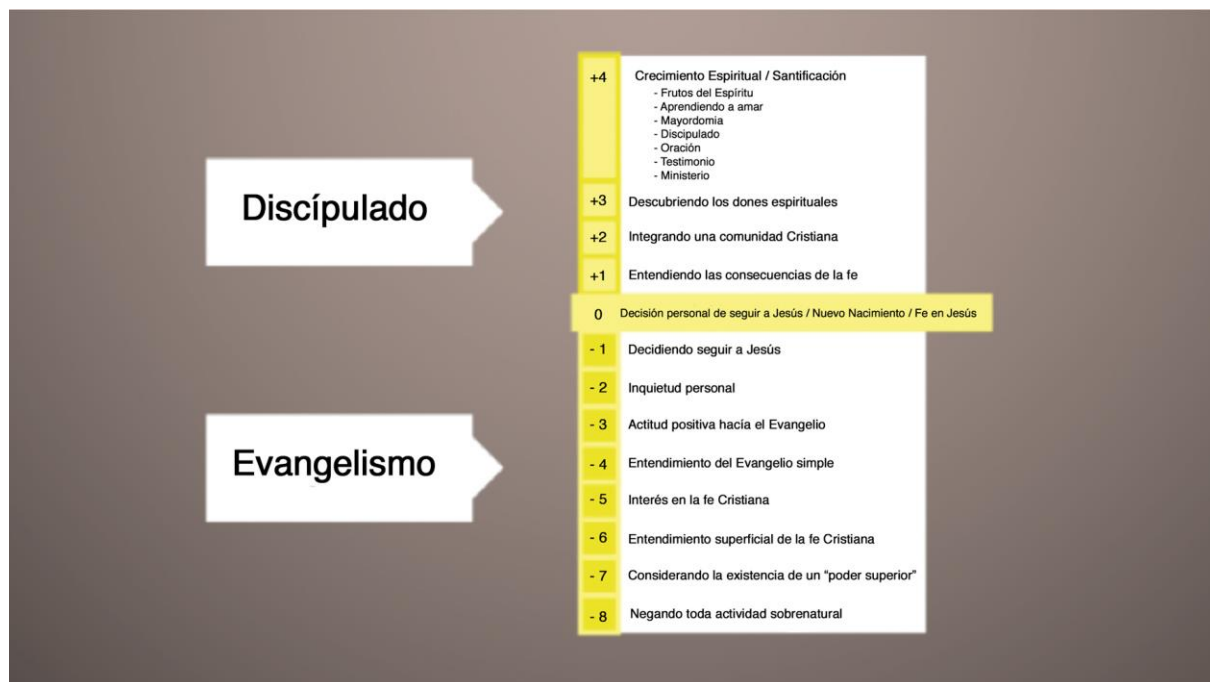 Discípulado
+4 Crecimiento Espiritual / Santificación
- Frutos del Espíritu
- Aprendiendo a amar
- Mayordomia
- Discipulado
- Oración
- Testimonio
- Ministerio
+3 Descubriendo los dones espirituales
+2 Integrando una comunidad Cristiana
+1 Entendiendo las consecuencias de la fe
0 Decisión personal de seguir a Jesús / Nuevo Nacimiento / Fe en Jesús
Evangelismo
- 1 Decidiendo seguir a Jesús
- 2 Inquietud personal
- 3 Actitud positiva hacía el Evangelio
- 4 Entendimiento del Evangelio simple
- 5 Interés en la fe Cristiana
- 6 Entendimiento superficial de la fe Cristiana
- 7 Considerando la existencia de un “poder superior”
- 8 Negando toda actividad sobrenatural